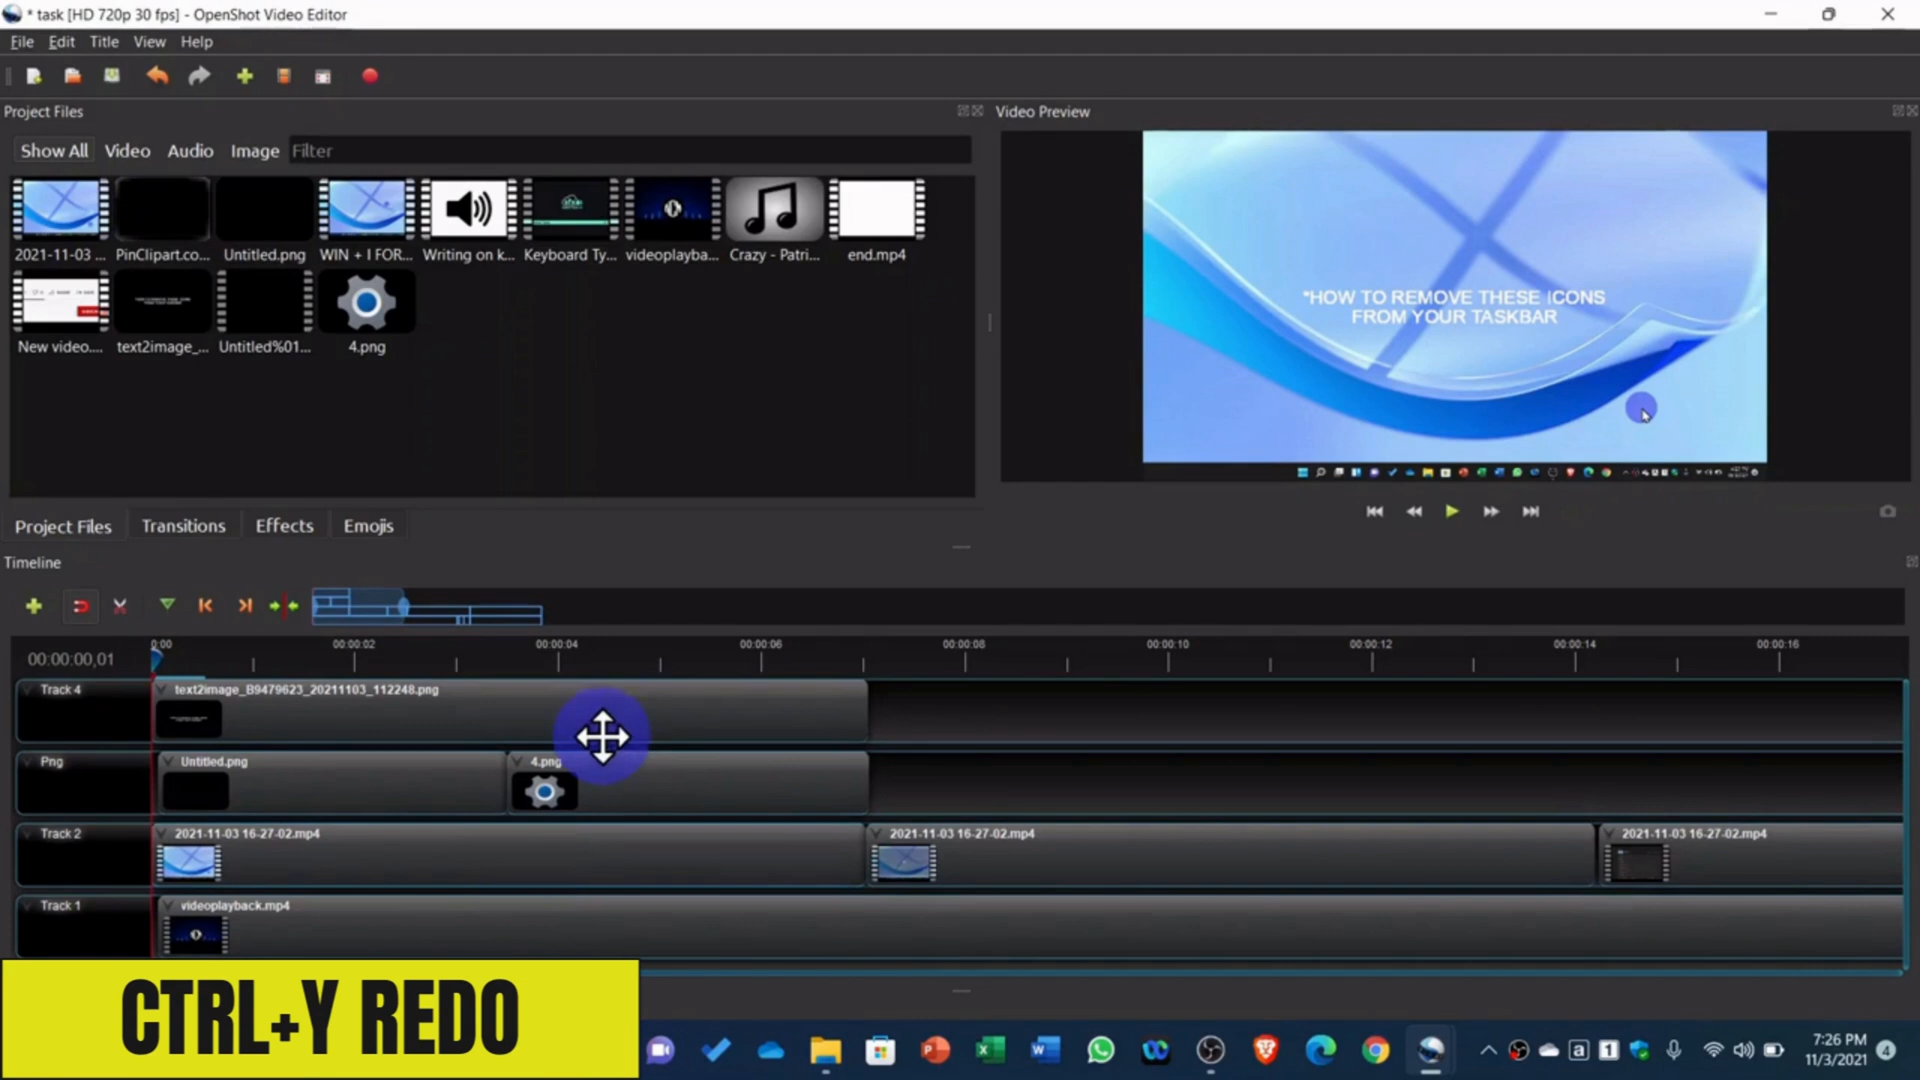 * task [HD 720p 30 fps] - OpenShot Video Editor
File Edit Title View Help
Project Files
Video Preview
Show All Video Audio Image Filter
2021-11-03 ... PinClipart.co... Untitled.png WIN + I FOR... Writing on k... Keyboard Ty... videoplayba... Crazy - Patri... end.mp4
New video.... text2image_... Untitled%01... 4.png
"HOW TO REMOVE THESE ICONS
FROM YOUR TASKBAR
Project Files Transitions Effects Emojis
Timeline
00:00:00,01
0:00 00:00:02 00:00:04 00:00:06 00:00:08 00:00:10 00:00:12 00:00:14 00:00:16
Track 4 text2image_B9479623_20211103_112248.png
Png Untitled.png 4.png
Track 2 2021-11-03 16-27-02.mp4 2021-11-03 16-27-02.mp4 2021-11-03 16-27-02.mp4
Track 1 videoplayback.mp4
CTRL+Y REDO
7:26 PM
11/3/2021
4